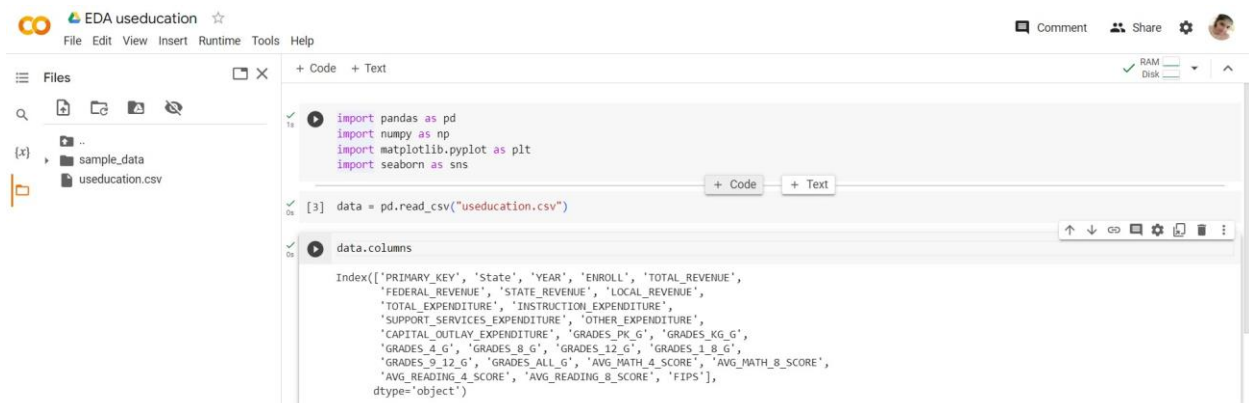 EDA useducation
File Edit View Insert Runtime Tools Help
Comment Share
Files
+ Code + Text
RAM
Disk
..
sample_data
useducation.csv
{x}
1s
import pandas as pd
import numpy as np
import matplotlib.pyplot as plt
import seaborn as sns
+ Code + Text
0s
[3] data = pd.read_csv("useducation.csv")
0s
data.columns
Index(['PRIMARY_KEY', 'State', 'YEAR', 'ENROLL', 'TOTAL_REVENUE',
'FEDERAL_REVENUE', 'STATE_REVENUE', 'LOCAL_REVENUE',
'TOTAL_EXPENDITURE', 'INSTRUCTION_EXPENDITURE',
'SUPPORT_SERVICES_EXPENDITURE', 'OTHER_EXPENDITURE',
'CAPITAL_OUTLAY_EXPENDITURE', 'GRADES_PK_G', 'GRADES_KG_G',
'GRADES_4_G', 'GRADES_8_G', 'GRADES_12_G', 'GRADES_1_8_G',
'GRADES_9_12_G', 'GRADES_ALL_G', 'AVG_MATH_4_SCORE', 'AVG_MATH_8_SCORE',
'AVG_READING_4_SCORE', 'AVG_READING_8_SCORE', 'FIPS'],
dtype='object')